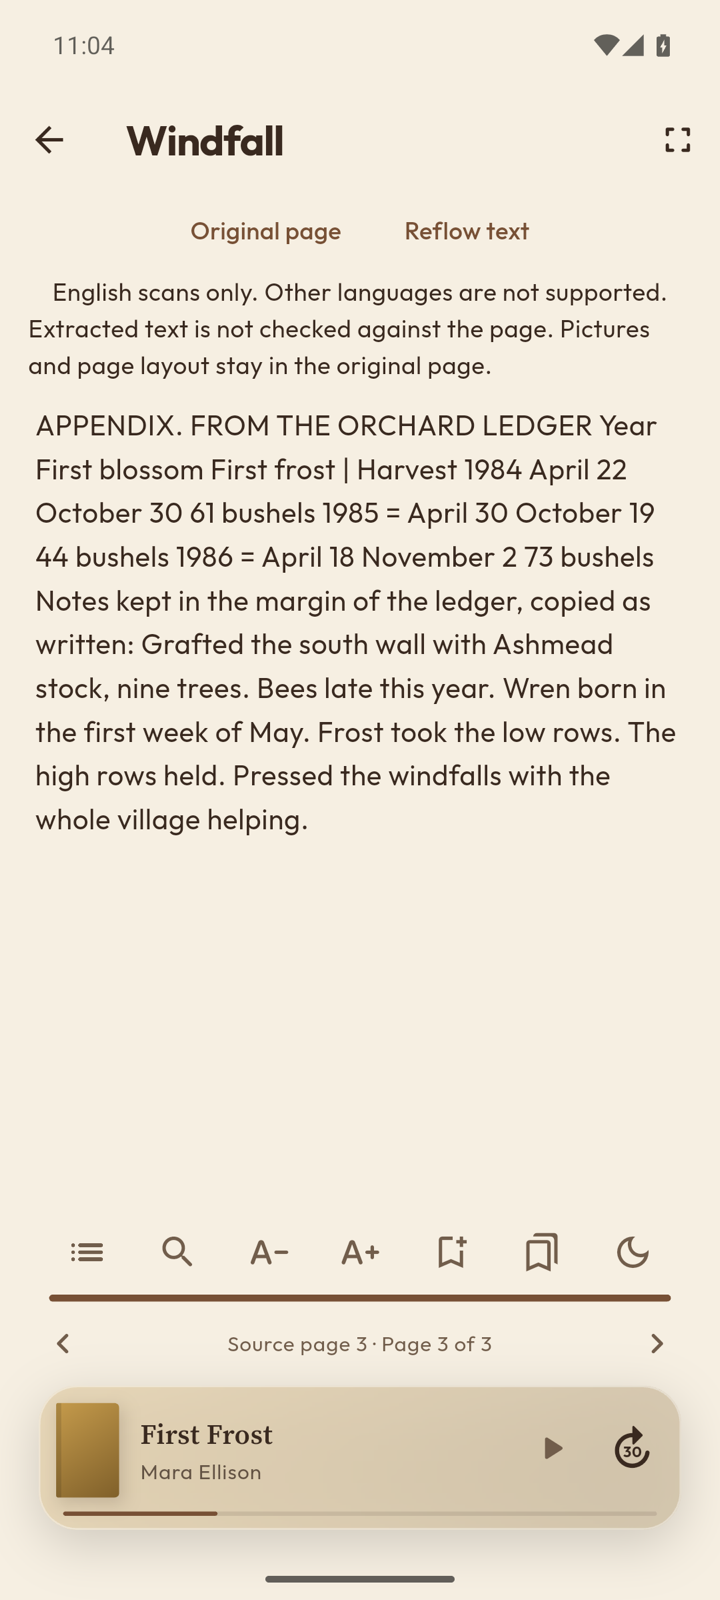 11:04
Windfall
Original page
Reflow text
English scans only. Other languages are not supported.
Extracted text is not checked against the page. Pictures
and page layout stay in the original page.
APPENDIX. FROM THE ORCHARD LEDGER Year
First blossom First frost | Harvest 1984 April 22
October 30 61 bushels 1985 = April 30 October 19
44 bushels 1986 = April 18 November 2 73 bushels
Notes kept in the margin of the ledger, copied as
written: Grafted the south wall with Ashmead
stock, nine trees. Bees late this year. Wren born in
the first week of May. Frost took the low rows. The
high rows held. Pressed the windfalls with the
whole village helping.
A−
A+
Source page 3 · Page 3 of 3
First Frost
Mara Ellison
30